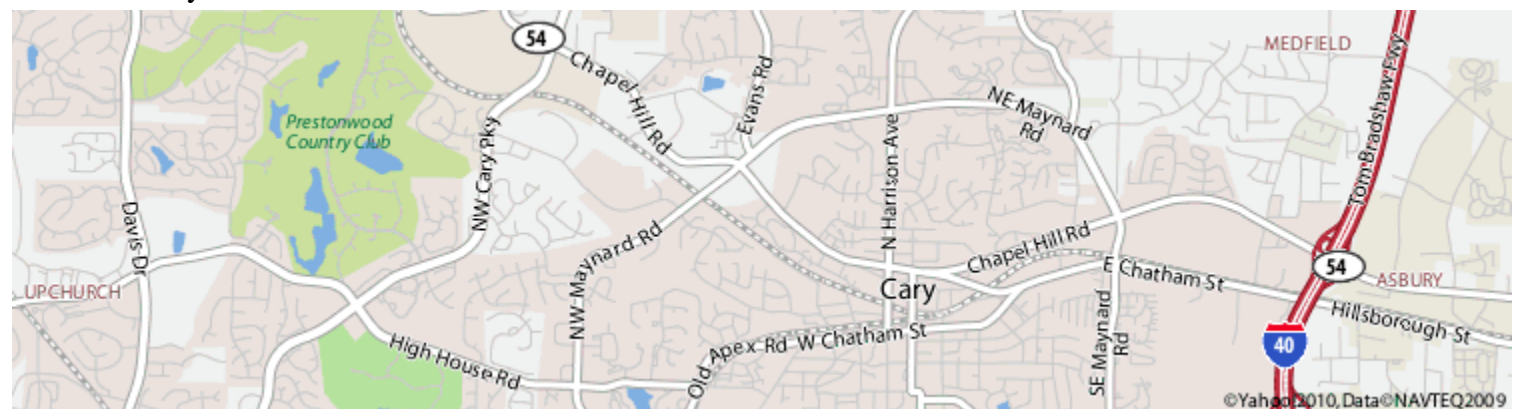 54
MEDFIELD
Chapel Hill Rd
Evans Rd
Tom Bradshaw Fwy
NE Maynard
Rd
Prestonwood
Country Club
NW Cary Pky
N Harrison Ave
Davis Dr
NW Maynard Rd
Chapel Hill Rd
E Chatham St
54
ASBURY
UPCHURCH
Cary
SE Maynard
Rd
Hillsborough St
High House Rd
Old Apex Rd
W Chatham St
40
©Yahoo 2010, Data©NAVTEQ2009